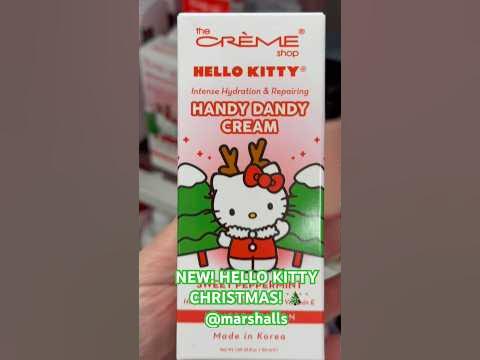 the
CRÈME®
shop
HELLO KITTY®
Intense Hydration & Repairing
HANDY DANDY
CREAM
SWEET PEPPERMINT
NEW! HELLO KITTY
CHRISTMAS! 🎄
@marshalls
Made in Korea